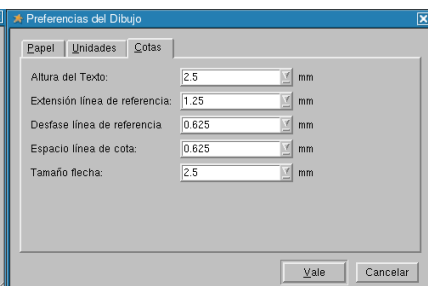 Preferencias del Dibujo
Papel Unidades Cotas
Altura del Texto: 2.5 mm
Extensión línea de referencia: 1.25 mm
Desfase línea de referencia 0.625 mm
Espacio línea de cota: 0.625 mm
Tamaño flecha: 2.5 mm
Vale Cancelar